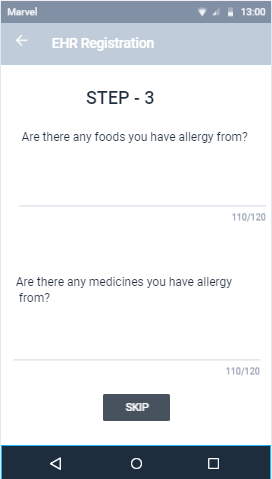 Marvel 13:00
EHR Registration
STEP - 3
Are there any foods you have allergy from?
110/120
Are there any medicines you have allergy
from?
110/120
SKIP